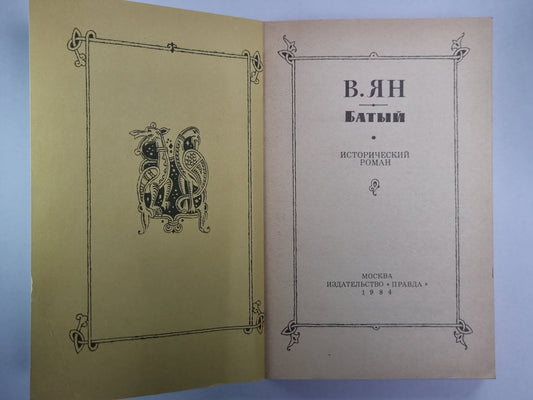 В. ЯН
БАТЫЙ
ИСТОРИЧЕСКИЙ
РОМАН
МОСКВА
ИЗДАТЕЛЬСТВО «ПРАВДА»
1984